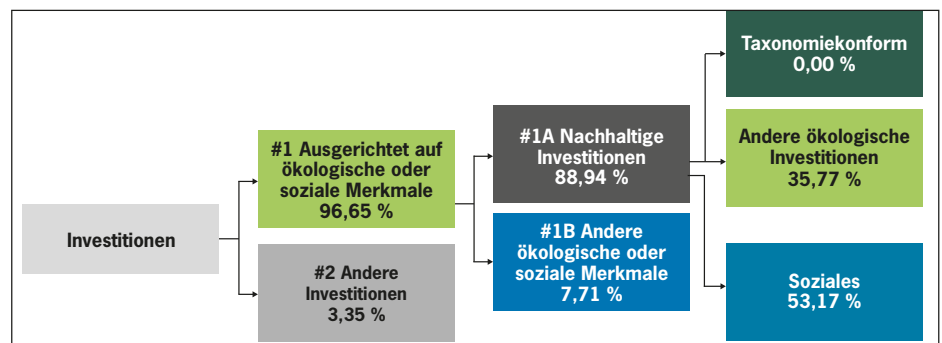 Investitionen
#1 Ausgerichtet auf
ökologische oder
soziale Merkmale
96,65 %
#2 Andere
Investitionen
3,35 %
#1A Nachhaltige
Investitionen
88,94 %
#1B Andere
ökologische oder
soziale Merkmale
7,71 %
Taxonomiekonform
0,00 %
Andere ökologische
Investitionen
35,77 %
Soziales
53,17 %